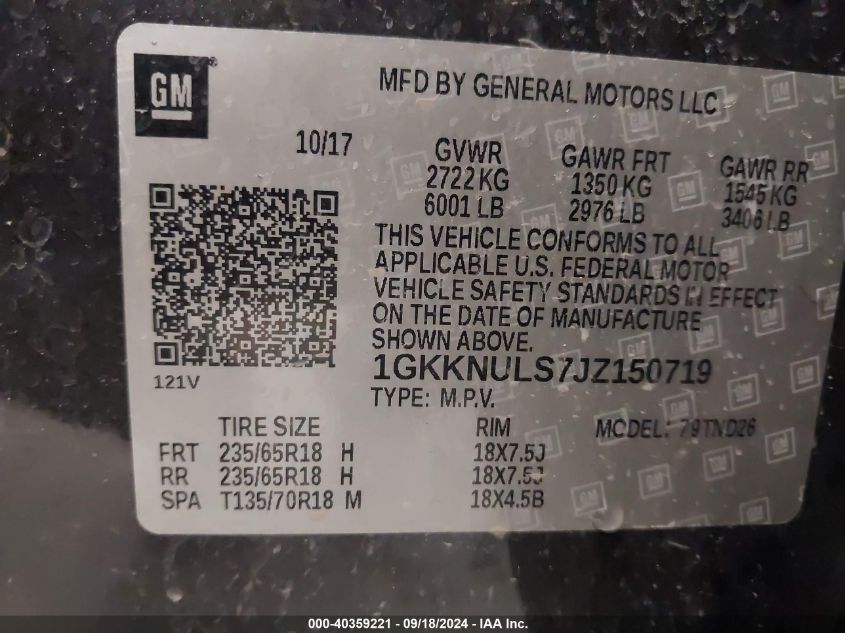 GM
MFD BY GENERAL MOTORS LLC
10/17
GVWR GAWR FRT GAWR RR
2722 KG 1350 KG 1545 KG
6001 LB 2976 LB 3406 LB
THIS VEHICLE CONFORMS TO ALL
APPLICABLE U.S. FEDERAL MOTOR
VEHICLE SAFETY STANDARDS IN EFFECT
ON THE DATE OF MANUFACTURE
SHOWN ABOVE.
1GKKNULS7JZ150719
121V
TYPE: M.P.V.
TIRE SIZE RIM MODEL: 79TND26
FRT 235/65R18 H 18X7.5J
RR 235/65R18 H 18X7.5J
SPA T135/70R18 M 18X4.5B
000-40359221 - 09/18/2024 - IAA Inc.